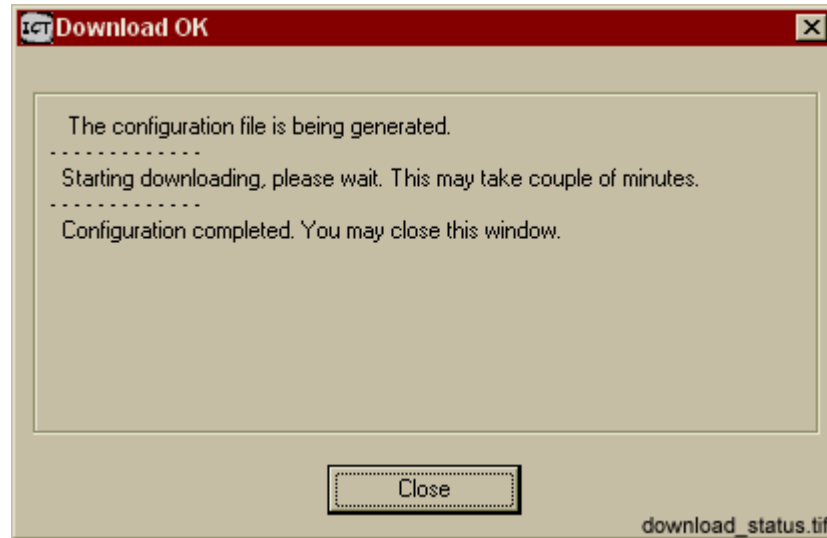 ICT Download OK
The configuration file is being generated.
- - - - - - - - - - - - -
Starting downloading, please wait. This may take couple of minutes.
- - - - - - - - - - - - -
Configuration completed. You may close this window.
Close
download_status.tif